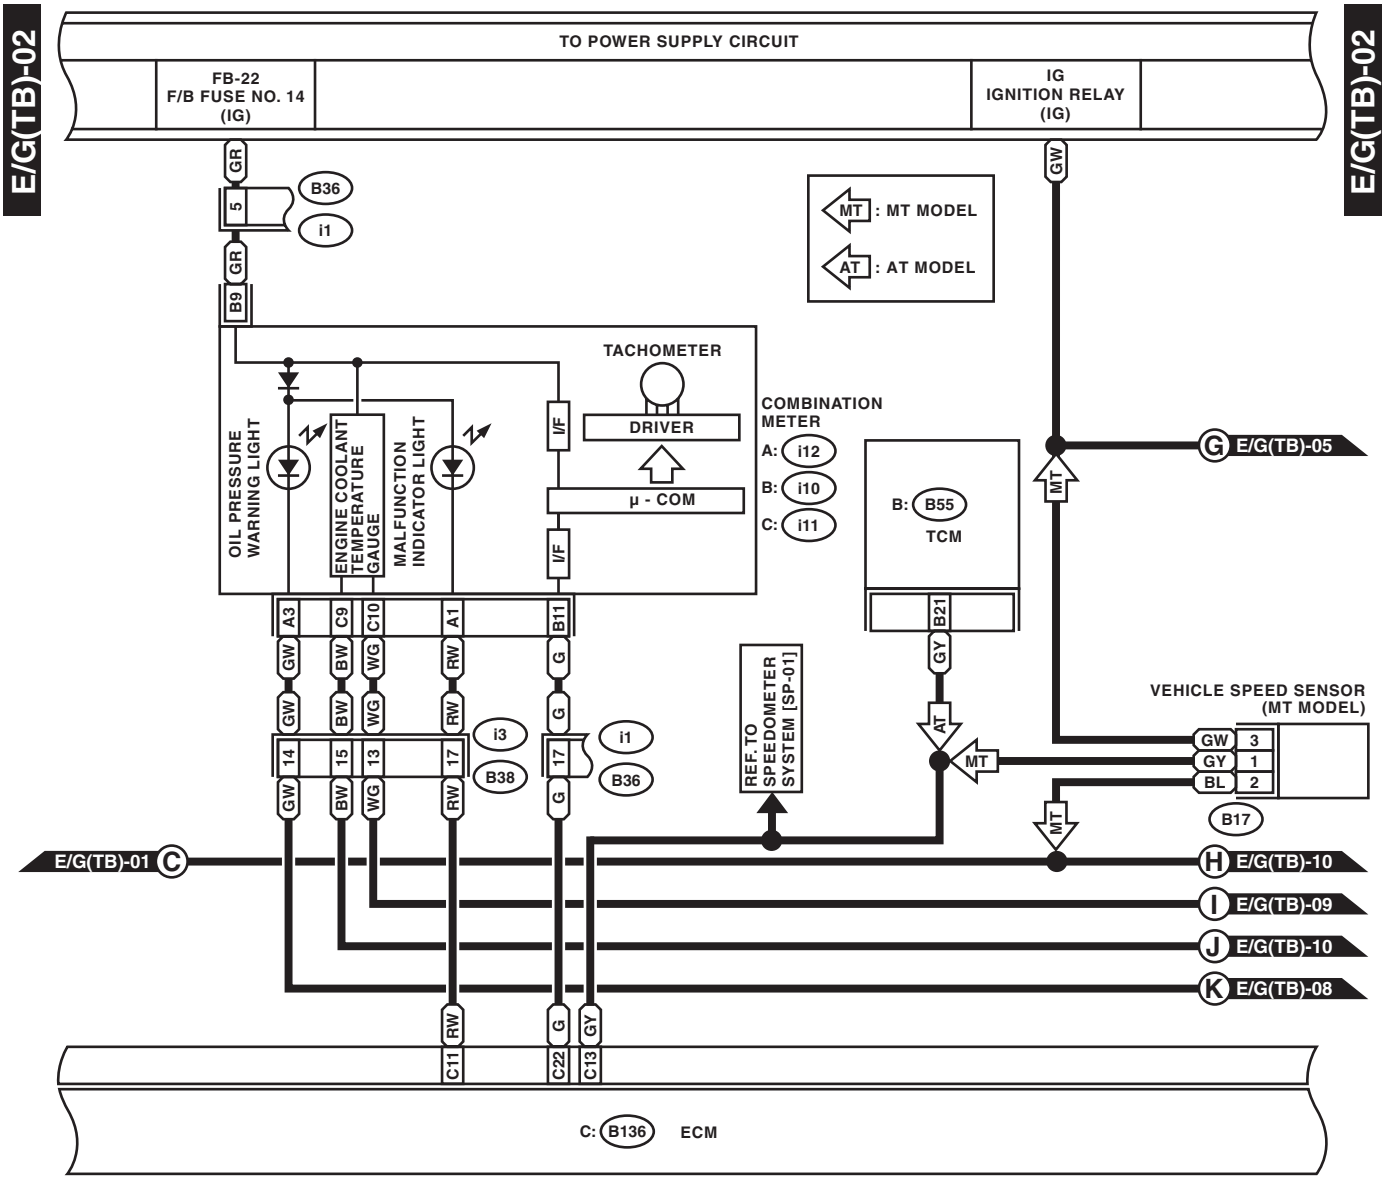 E/G(TB)-02
E/G(TB)-02
TO POWER SUPPLY CIRCUIT
FB-22
F/B FUSE NO. 14
(IG)
IG
IGNITION RELAY
(IG)
GR
GW
5
B36
i1
GR
B9
MT : MT MODEL
AT : AT MODEL
TACHOMETER
DRIVER
μ - COM
I/F
I/F
OIL PRESSURE
WARNING LIGHT
ENGINE COOLANT
TEMPERATURE
GAUGE
MALFUNCTION
INDICATOR LIGHT
COMBINATION
METER
A: i12
B: i10
C: i11
B: B55
TCM
B21
GY
AT
MT
G E/G(TB)-05
A3 C9 C10 A1 B11
GW BW WG RW G
GW BW WG RW G
14 15 13 17 17
i3
B38
i1
B36
GW BW WG RW G
REF. TO
SPEEDOMETER
SYSTEM [SP-01]
VEHICLE SPEED SENSOR
(MT MODEL)
GW 3
GY 1
BL 2
B17
MT
MT
E/G(TB)-01 C
H E/G(TB)-10
I E/G(TB)-09
J E/G(TB)-10
K E/G(TB)-08
RW G GY
C11 C22 C13
C: B136 ECM